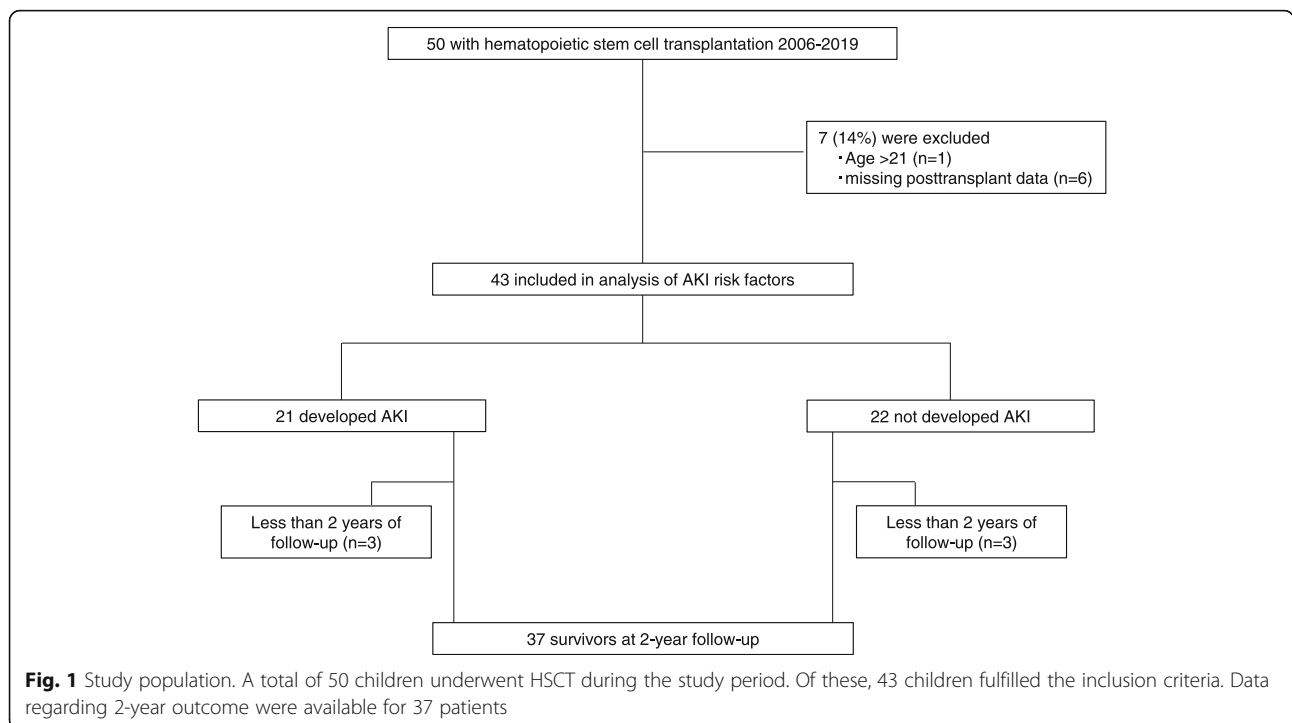 50 with hematopoietic stem cell transplantation 2006-2019
7 (14%) were excluded
・Age >21 (n=1)
・missing posttransplant data (n=6)
43 included in analysis of AKI risk factors
21 developed AKI
22 not developed AKI
Less than 2 years of
follow-up (n=3)
Less than 2 years of
follow-up (n=3)
37 survivors at 2-year follow-up
Fig. 1 Study population. A total of 50 children underwent HSCT during the study period. Of these, 43 children fulfilled the inclusion criteria. Data
regarding 2-year outcome were available for 37 patients